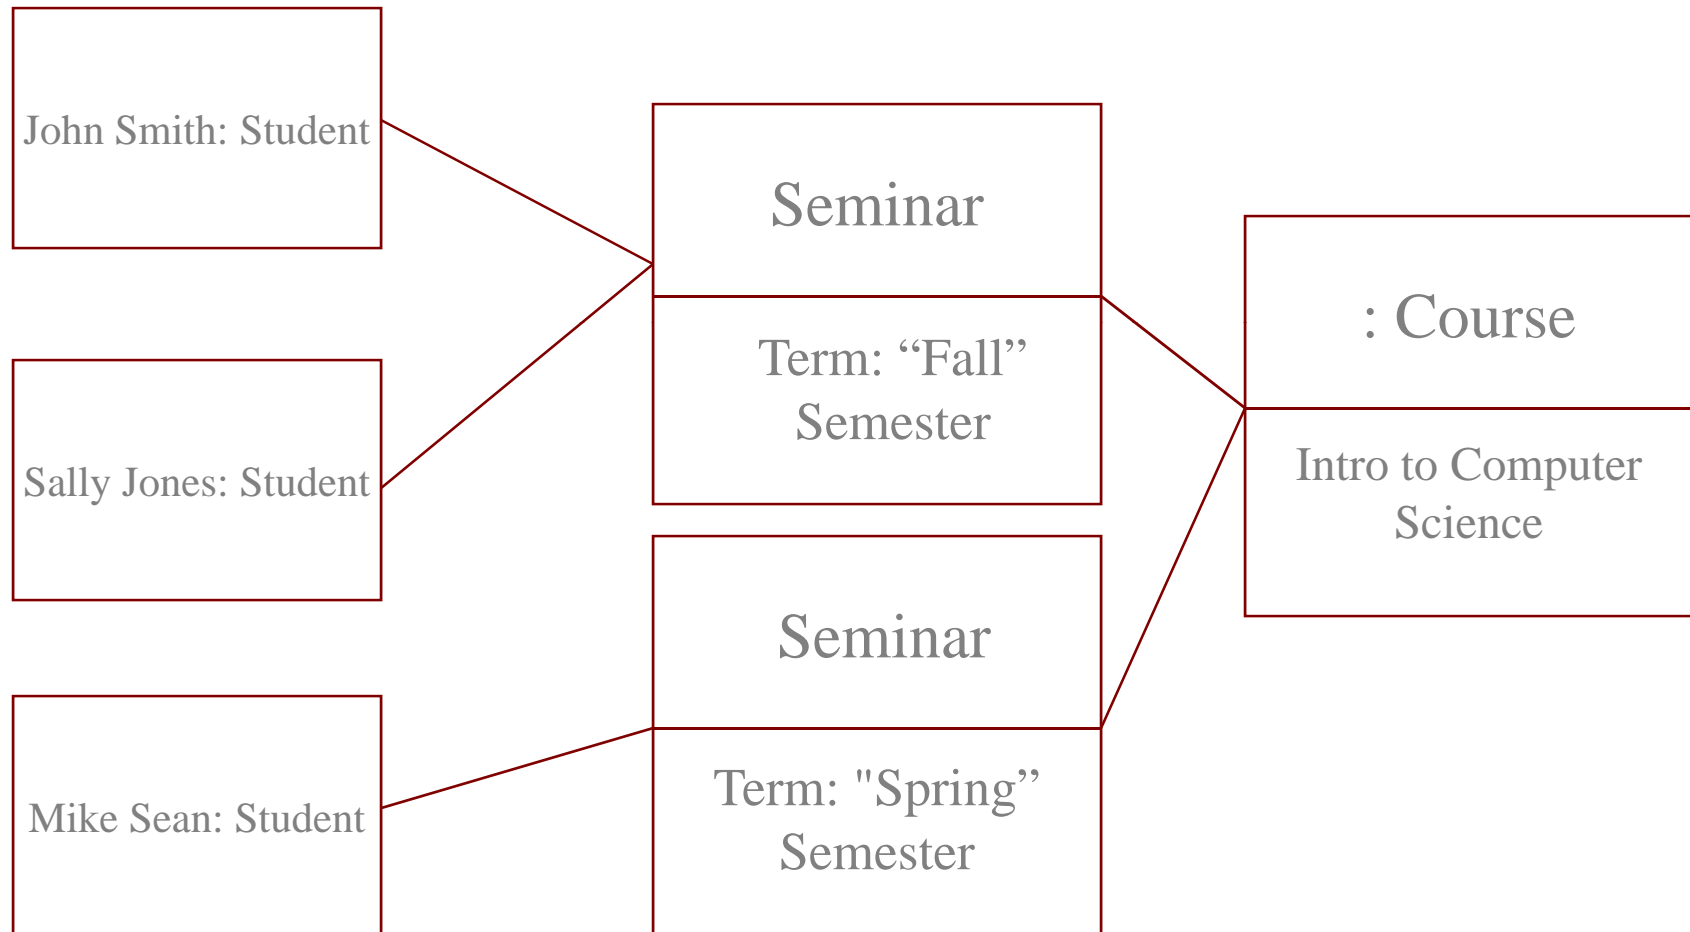 John Smith: Student
Seminar
Term: “Fall”
Semester
: Course
Intro to Computer
Science
Sally Jones: Student
Seminar
Term: "Spring”
Semester
Mike Sean: Student